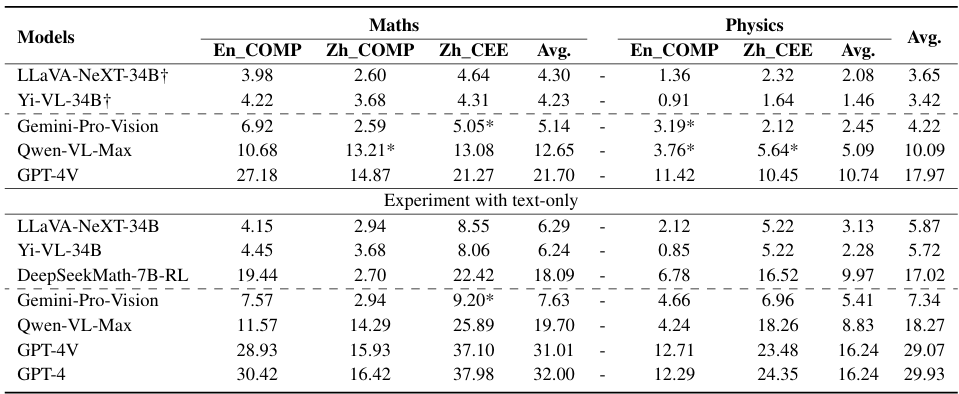 Models Maths Physics Avg.
En_COMP Zh_COMP Zh_CEE Avg. En_COMP Zh_CEE Avg.
LLaVA-NeXT-34B† 3.98 2.60 4.64 4.30 - 1.36 2.32 2.08 3.65
Yi-VL-34B† 4.22 3.68 4.31 4.23 - 0.91 1.64 1.46 3.42
Gemini-Pro-Vision 6.92 2.59 5.05* 5.14 - 3.19* 2.12 2.45 4.22
Qwen-VL-Max 10.68 13.21* 13.08 12.65 - 3.76* 5.64* 5.09 10.09
GPT-4V 27.18 14.87 21.27 21.70 - 11.42 10.45 10.74 17.97
Experiment with text-only
LLaVA-NeXT-34B 4.15 2.94 8.55 6.29 - 2.12 5.22 3.13 5.87
Yi-VL-34B 4.45 3.68 8.06 6.24 - 0.85 5.22 2.28 5.72
DeepSeekMath-7B-RL 19.44 2.70 22.42 18.09 - 6.78 16.52 9.97 17.02
Gemini-Pro-Vision 7.57 2.94 9.20* 7.63 - 4.66 6.96 5.41 7.34
Qwen-VL-Max 11.57 14.29 25.89 19.70 - 4.24 18.26 8.83 18.27
GPT-4V 28.93 15.93 37.10 31.01 - 12.71 23.48 16.24 29.07
GPT-4 30.42 16.42 37.98 32.00 - 12.29 24.35 16.24 29.93